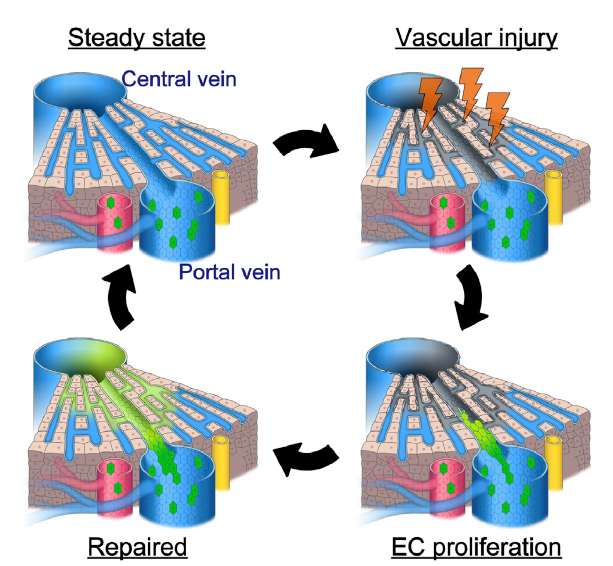 Steady state
Vascular injury
Central vein
Portal vein
Repaired
EC proliferation